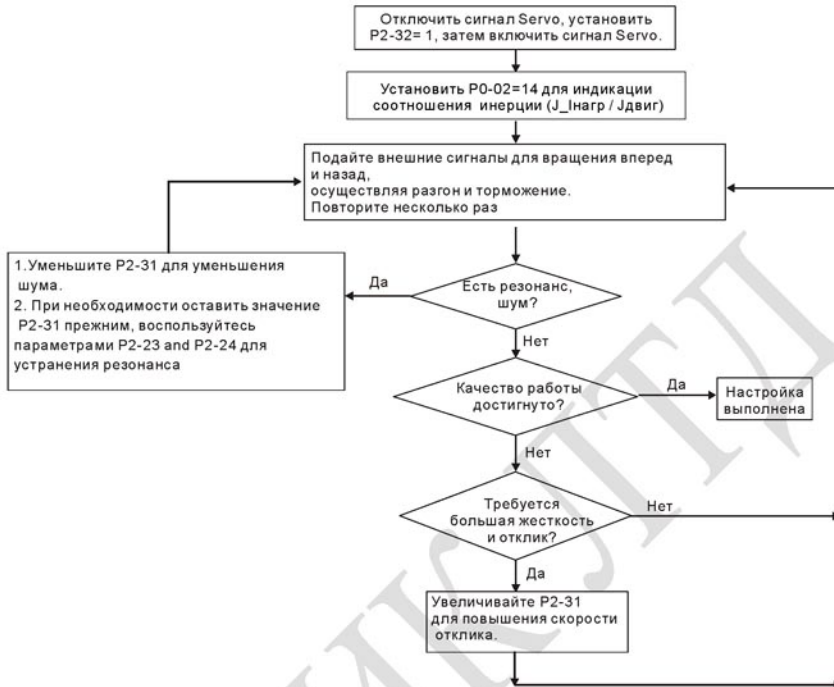 Отключить сигнал Servo, установить
P2-32= 1, затем включить сигнал Servo.
Установить P0-02=14 для индикации
соотношения инерции (J_Iнагр / Jдвиг)
Подайте внешние сигналы для вращения вперед
и назад,
осуществляя разгон и торможение.
Повторите несколько раз
1.Уменьшите P2-31 для уменьшения
шума.
2. При необходимости оставить значение
P2-31 прежним, воспользуйтесь
параметрами P2-23 and P2-24 для
устранения резонанса
Да
Есть резонанс,
шум?
Нет
Качество работы
достигнуто?
Да
Настройка
выполнена
Нет
Требуется
большая жесткость
и отклик?
Нет
Да
Увеличивайте P2-31
для повышения скорости
отклика.
ИК ЛТД